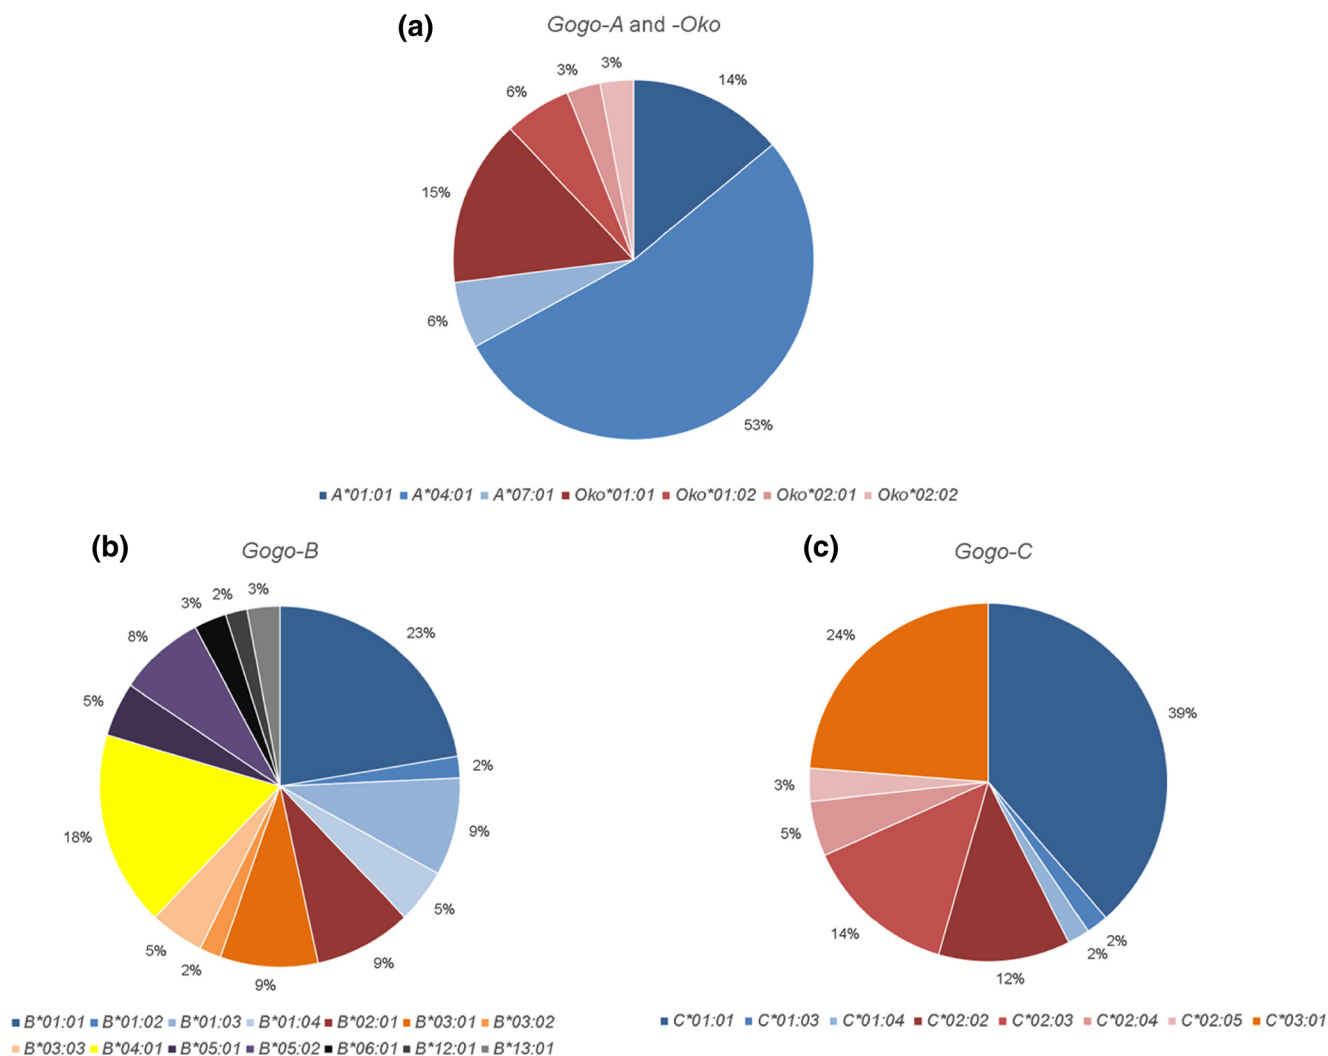 (a) Gogo-A and -Oko
3% 3% 14%
6%
15%
6%
53%
A*01:01 A*04:01 A*07:01 Oko*01:01 Oko*01:02 Oko*02:01 Oko*02:02
(b) Gogo-B
3% 2% 3%
8% 23%
5%
2%
18% 9%
5%
5% 9%
2% 9%
B*01:01 B*01:02 B*01:03 B*01:04 B*02:01 B*03:01 B*03:02
B*03:03 B*04:01 B*05:01 B*05:02 B*06:01 B*12:01 B*13:01
(c) Gogo-C
24%
39%
3%
5%
14% 2% 2%
12%
C*01:01 C*01:03 C*01:04 C*02:02 C*02:03 C*02:04 C*02:05 C*03:01